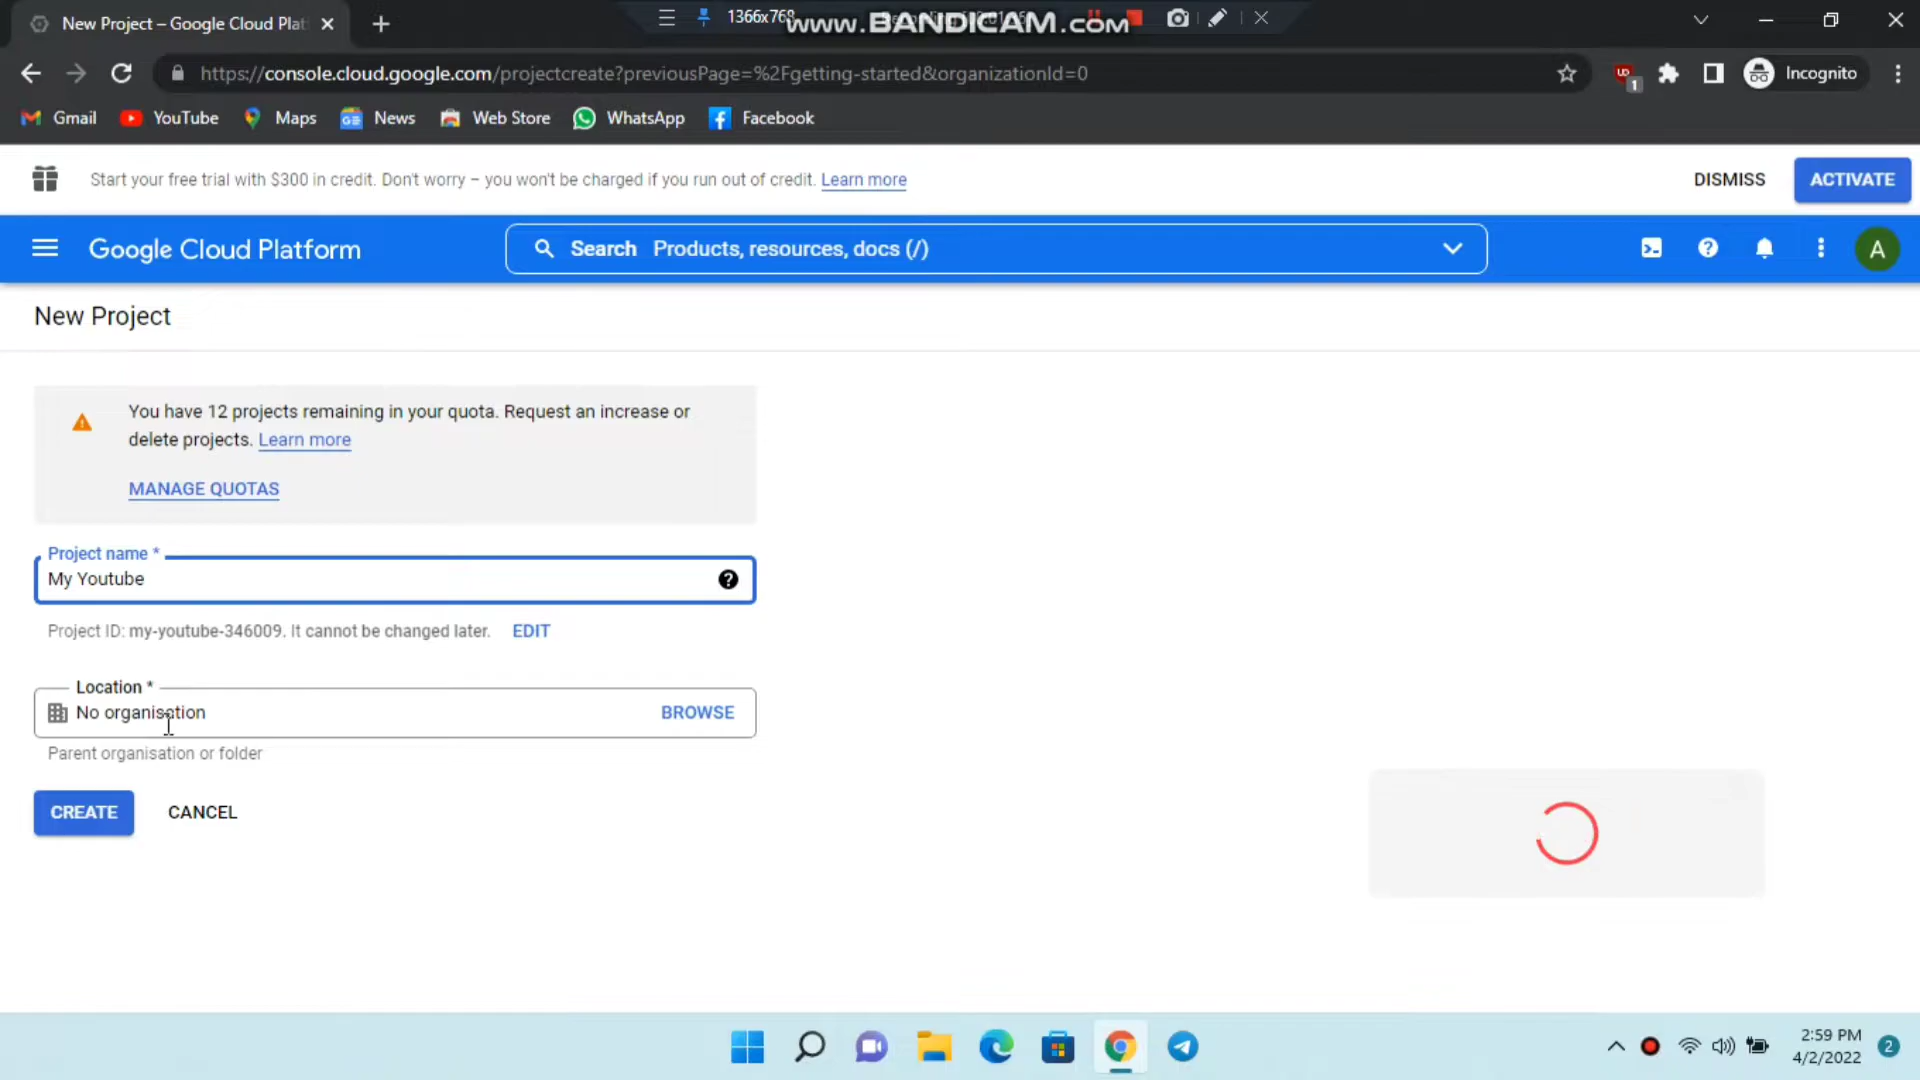 New Project – Google Cloud Plat
1366x768
www.BANDICAM.com
https://console.cloud.google.com/projectcreate?previousPage=%2Fgetting-started&organizationId=0
1
Incognito
Gmail
YouTube
Maps
News
Web Store
WhatsApp
Facebook
Start your free trial with $300 in credit. Don't worry – you won't be charged if you run out of credit. Learn more
DISMISS
ACTIVATE
Google Cloud Platform
Search Products, resources, docs (/)
A
New Project
You have 12 projects remaining in your quota. Request an increase or
delete projects. Learn more
MANAGE QUOTAS
Project name *
My Youtube
Project ID: my-youtube-346009. It cannot be changed later. EDIT
Location *
No organisation
BROWSE
Parent organisation or folder
CREATE
CANCEL
2:59 PM
4/2/2022
2